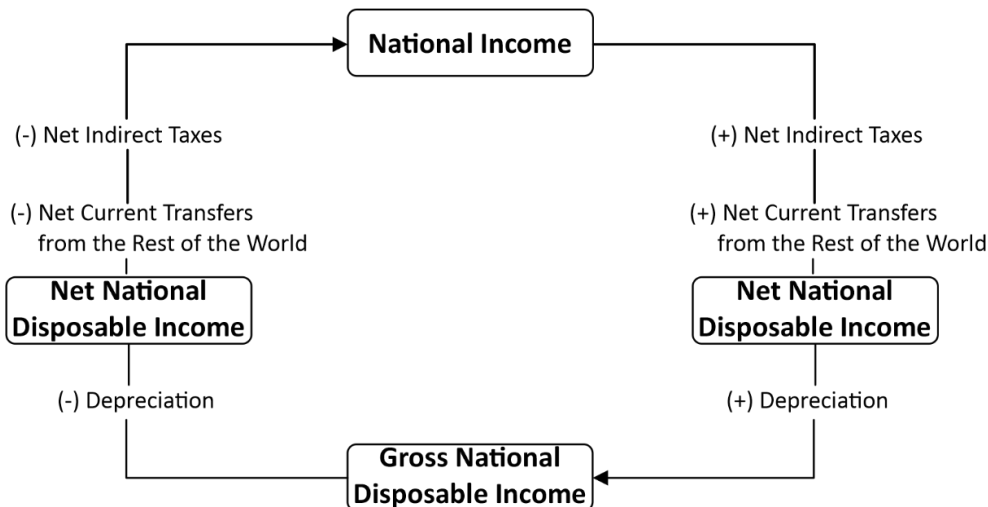 National Income
(-) Net Indirect Taxes
(+) Net Indirect Taxes
(-) Net Current Transfers
from the Rest of the World
(+) Net Current Transfers
from the Rest of the World
Net National
Disposable Income
Net National
Disposable Income
(-) Depreciation
(+) Depreciation
Gross National
Disposable Income